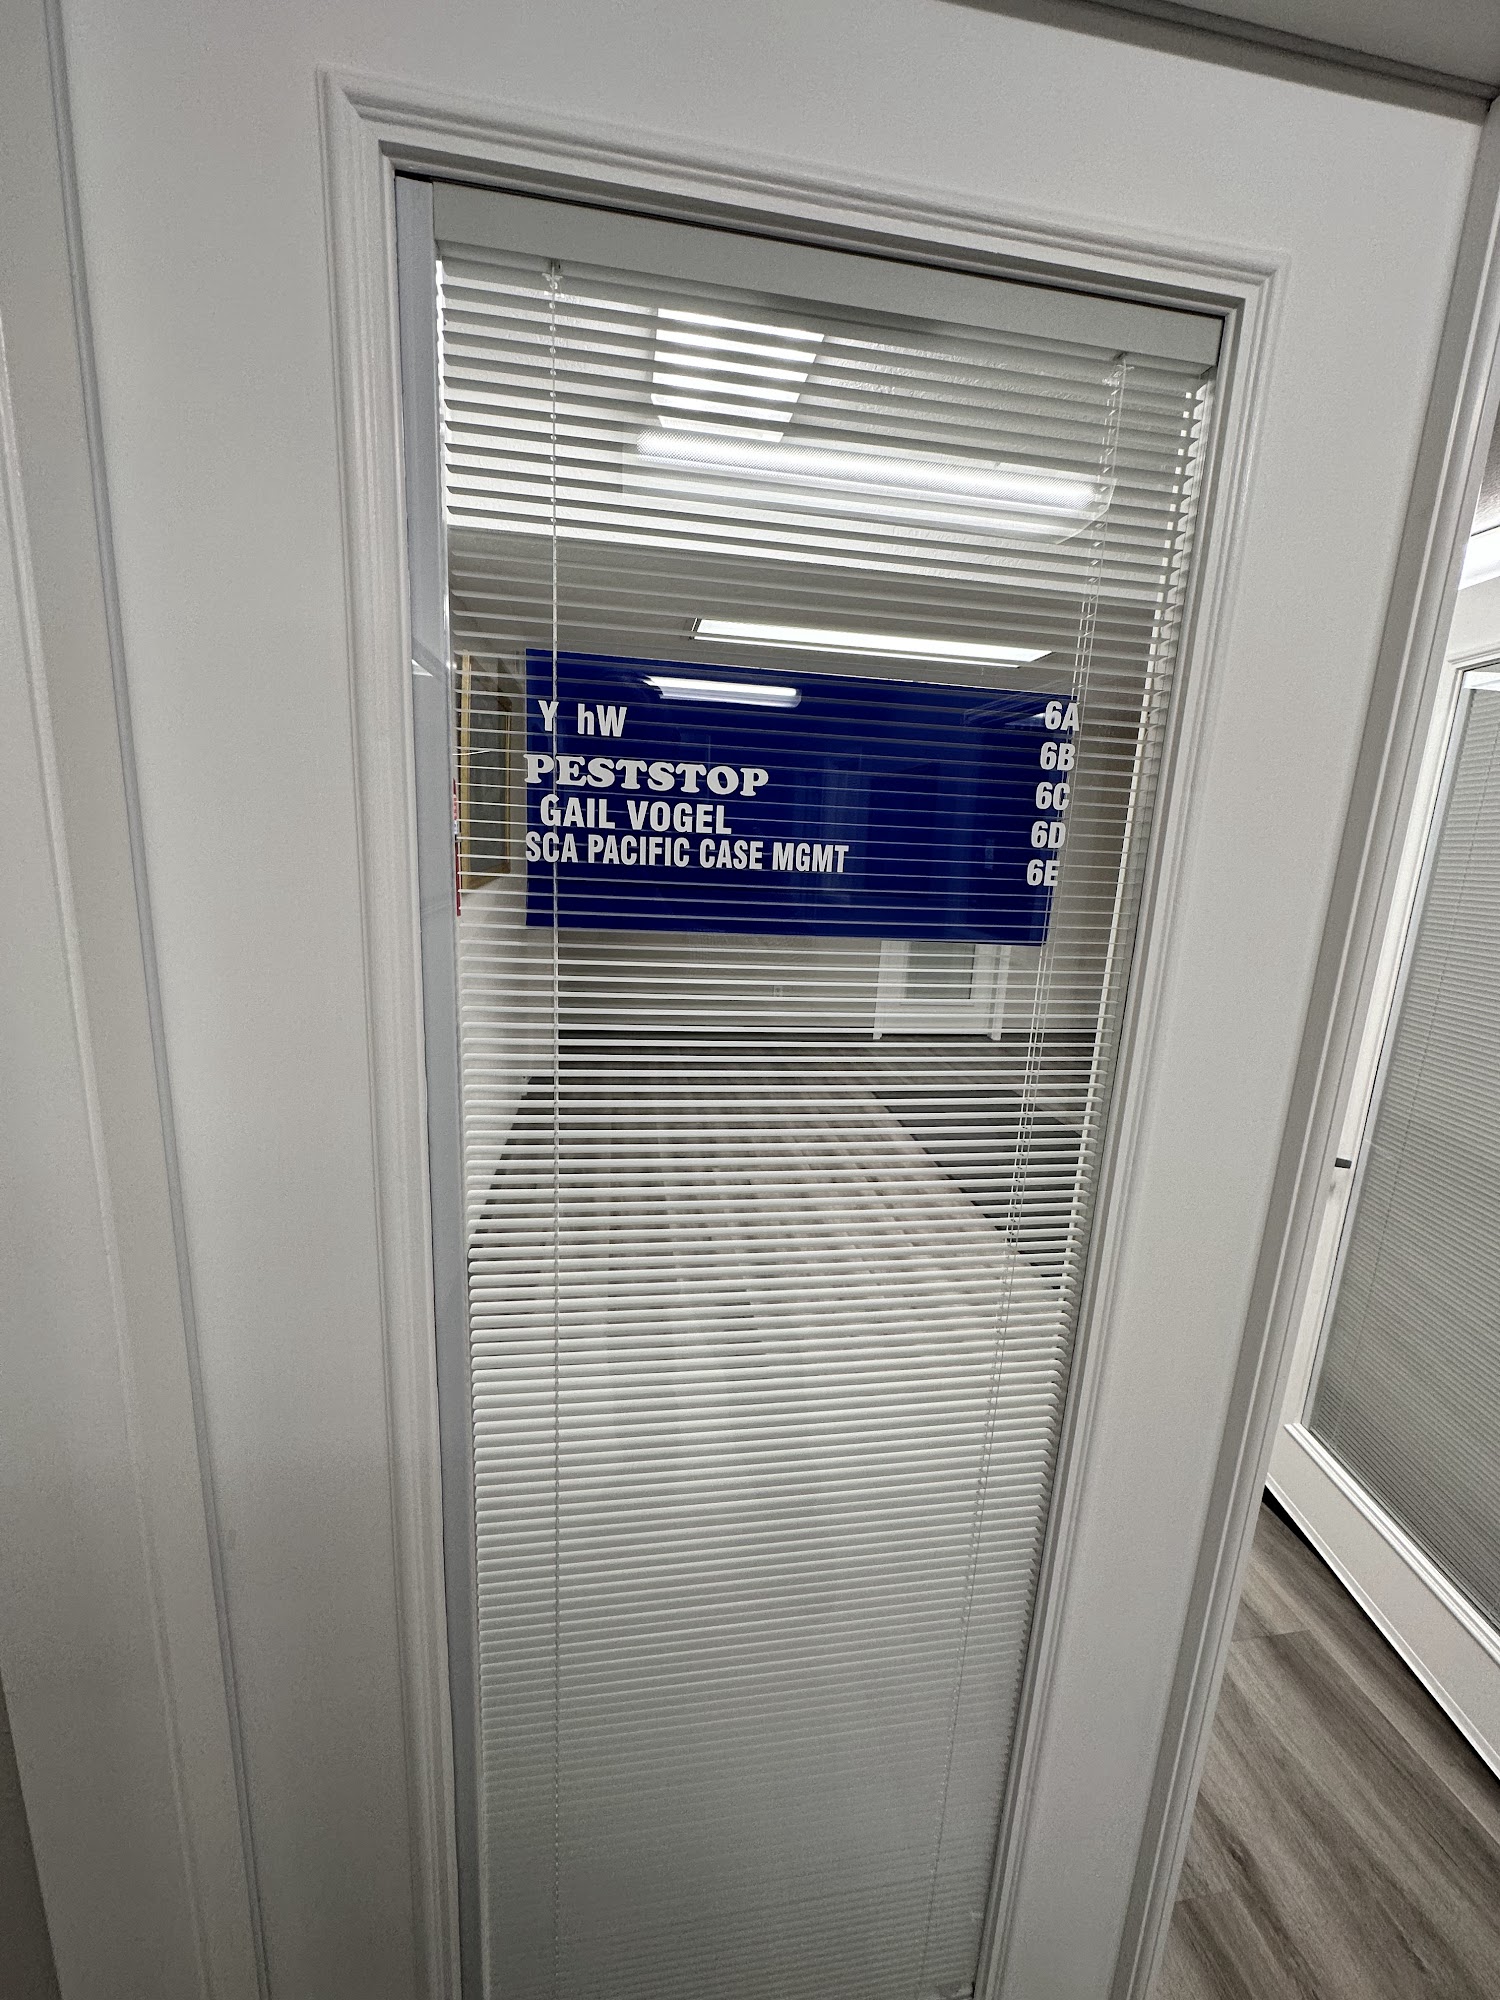 Y hW 6A
PESTSTOP 6B
GAIL VOGEL 6C
SCA PACIFIC CASE MGMT 6D
6E